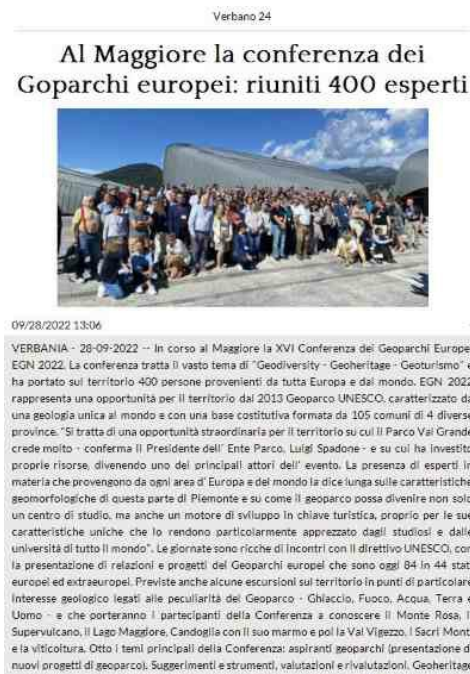 Verbano 24
Al Maggiore la conferenza dei
Goparchi europei: riuniti 400 esperti
09/28/2022 13:06
VERBANIA - 28-09-2022 -- In corso al Maggiore la XVI Conferenza dei Geoparchi Europei
EGN 2022. La conferenza tratta il vasto tema di "Geodiversity - Geoheritage - Geoturismo" e
ha portato sul territorio 400 persone provenienti da tutta Europa e dal mondo. EGN 2022
rappresenta una opportunità per il territorio dal 2013 Geoparco UNESCO, caratterizzato da
una geologia unica al mondo e con una base costitutiva formata da 105 comuni di 4 diverse
province. "Si tratta di una opportunità straordinaria per il territorio su cui il Parco Val Grande
crede molto - conferma il Presidente dell' Ente Parco, Luigi Spadone - e su cui ha investito
proprie risorse, divenendo uno dei principali attori dell' evento. La presenza di esperti in
materia che provengono da ogni area d' Europa e del mondo la dice lunga sulle caratteristiche
geomorfologiche di questa parte di Piemonte e su come il geoparco possa divenire non solo
un centro di studio, ma anche un motore di sviluppo in chiave turistica, proprio per le sue
caratteristiche uniche che lo rendono particolarmente apprezzato dagli studiosi e dalle
università di tutto il mondo". Le giornate sono ricche di incontri con il direttivo UNESCO, con
la presentazione di relazioni e progetti dei Geoparchi europei che sono oggi 84 in 44 stati
europei ed extraeuropei. Previste anche alcune escursioni sul territorio in punti di particolare
interesse geologico legati alle peculiarità del Geoparco - Ghiaccio, Fuoco, Acqua, Terra e
Uomo - e che porteranno i partecipanti della Conferenza a conoscere il Monte Rosa, il
Supervulcano, il Lago Maggiore, Candoglia con il suo marmo e poi la Val Vigezzo, i Sacri Monti
e la viticoltura. Otto i temi principali della Conferenza: aspiranti geoparchi (presentazione di
nuovi progetti di geoparco), Suggerimenti e strumenti, valutazioni e rivalutazioni, Geoheritage